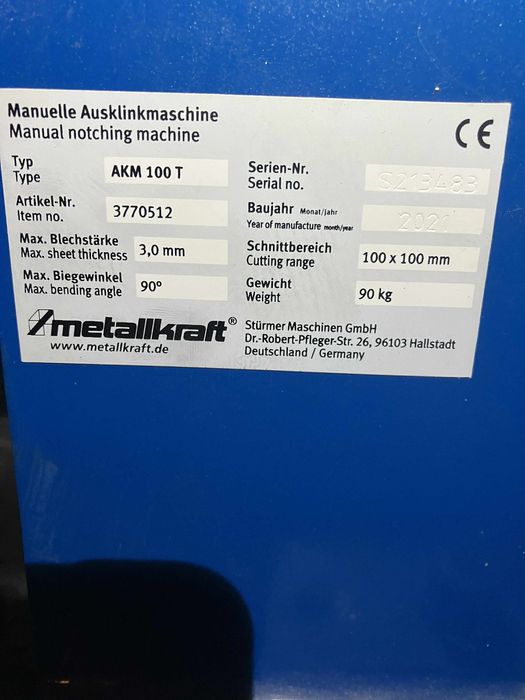 Manuelle Ausklinkmaschine
Manual notching machine
CE
Typ
Type
AKM 100 T
Artikel-Nr.
Item no.
3770512
Max. Blechstärke
Max. sheet thickness
3,0 mm
Max. Biegewinkel
Max. bending angle
90°
Serien-Nr.
Serial no.
S213483
Baujahr Monat/Jahr
Year of manufacture month/year
2021
Schnittbereich
Cutting range
100 x 100 mm
Gewicht
Weight
90 kg
metallkraft®
www.metallkraft.de
Stürmer Maschinen GmbH
Dr.-Robert-Pfleger-Str. 26, 96103 Hallstadt
Deutschland / Germany